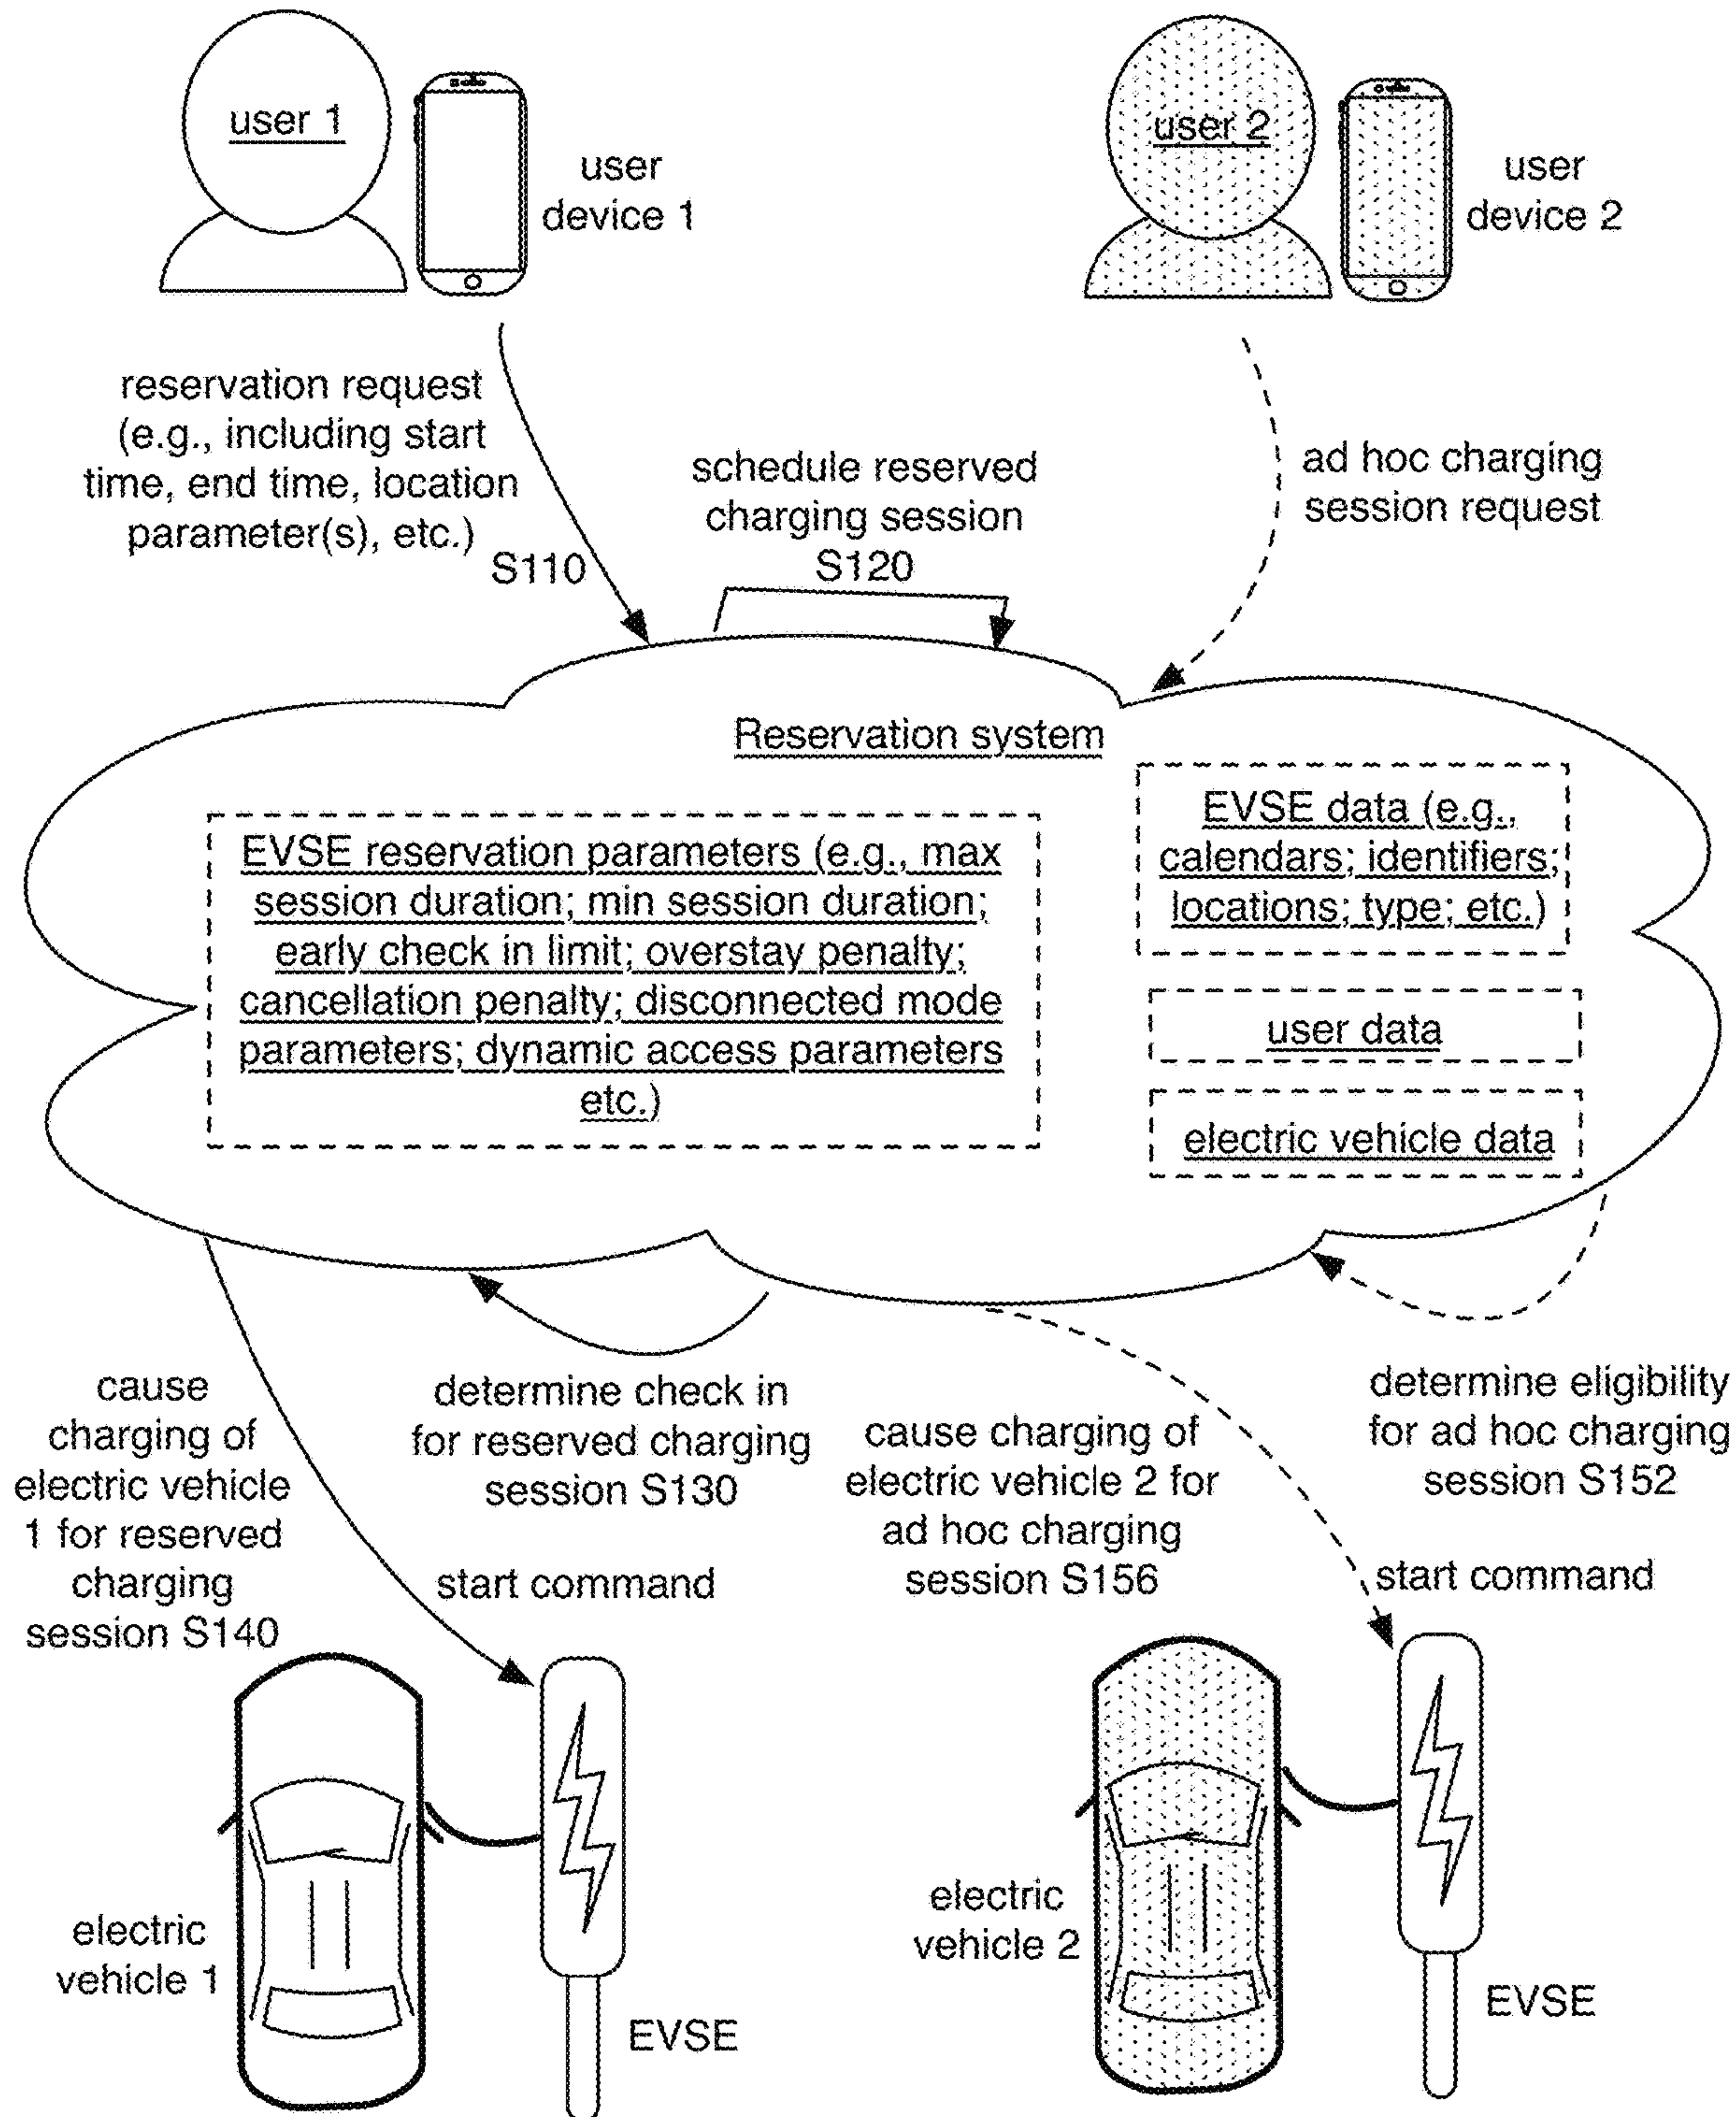 user 1
user
device 1
user 2
user
device 2
reservation request
(e.g., including start
time, end time, location
parameter(s), etc.)
S110
schedule reserved
charging session
S120
ad hoc charging
session request
Reservation system
EVSE reservation parameters (e.g., max
session duration; min session duration;
early check in limit; overstay penalty;
cancellation penalty; disconnected mode
parameters; dynamic access parameters
etc.)
EVSE data (e.g.,
calendars; identifiers;
locations; type; etc.)
user data
electric vehicle data
cause
charging of
electric vehicle
1 for reserved
charging
session S140
determine check in
for reserved charging
session S130
start command
cause charging of
electric vehicle 2 for
ad hoc charging
session S156
determine eligibility
for ad hoc charging
session S152
start command
electric
vehicle 1
EVSE
electric
vehicle 2
EVSE